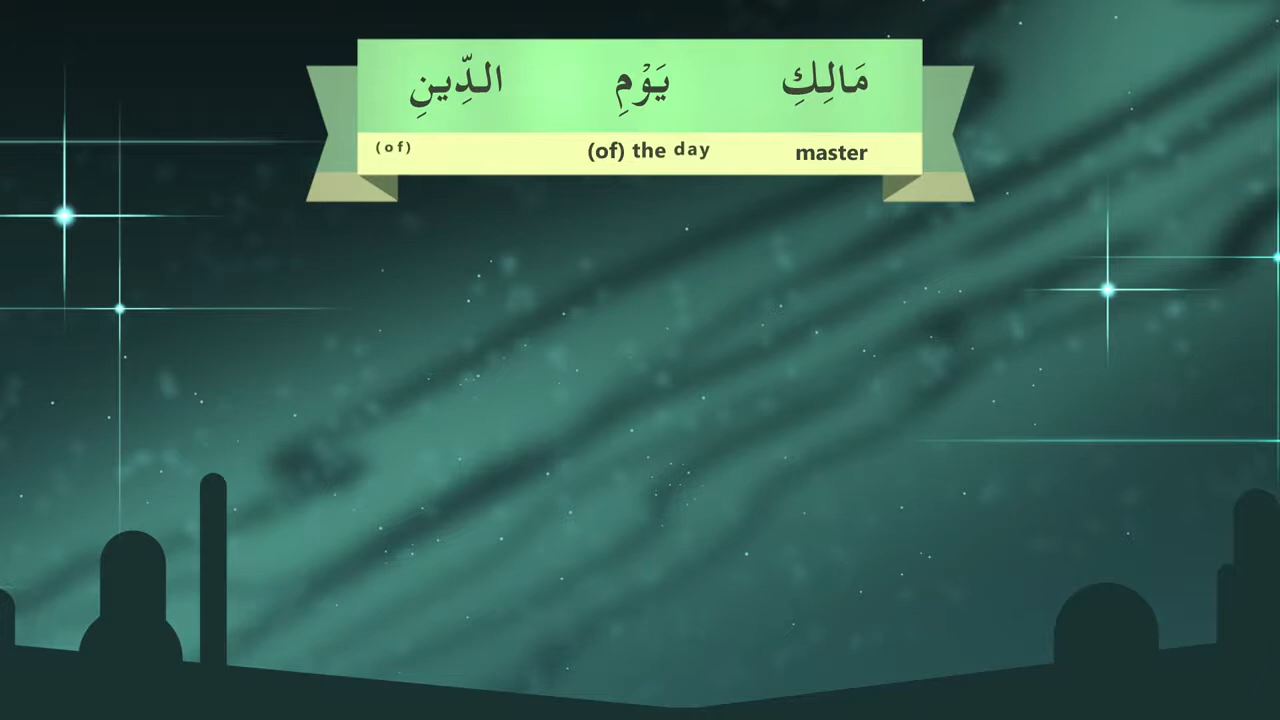 مَالِكِ يَوْمِ الدِّينِ
(of) (of) the day master